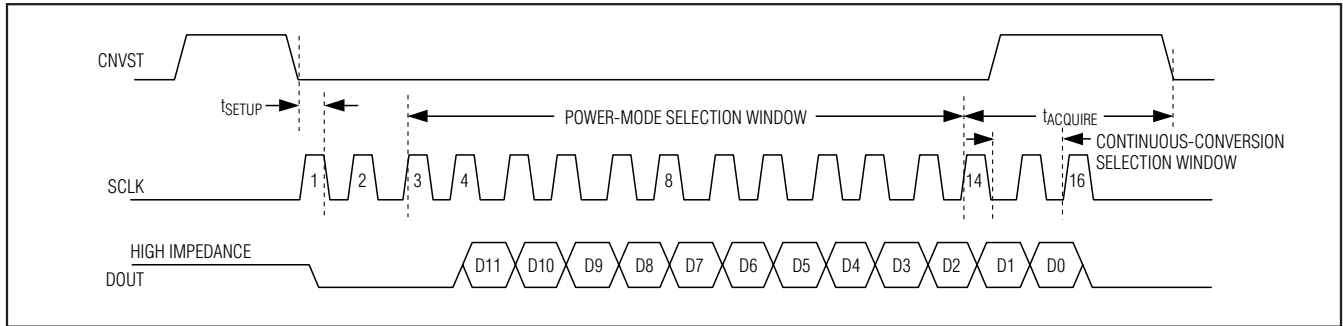 CNVST
tSETUP
POWER-MODE SELECTION WINDOW
tACQUIRE
CONTINUOUS-CONVERSION
SELECTION WINDOW
SCLK
1 2 3 4 8 14 16
HIGH IMPEDANCE
DOUT
D11 D10 D9 D8 D7 D6 D5 D4 D3 D2 D1 D0